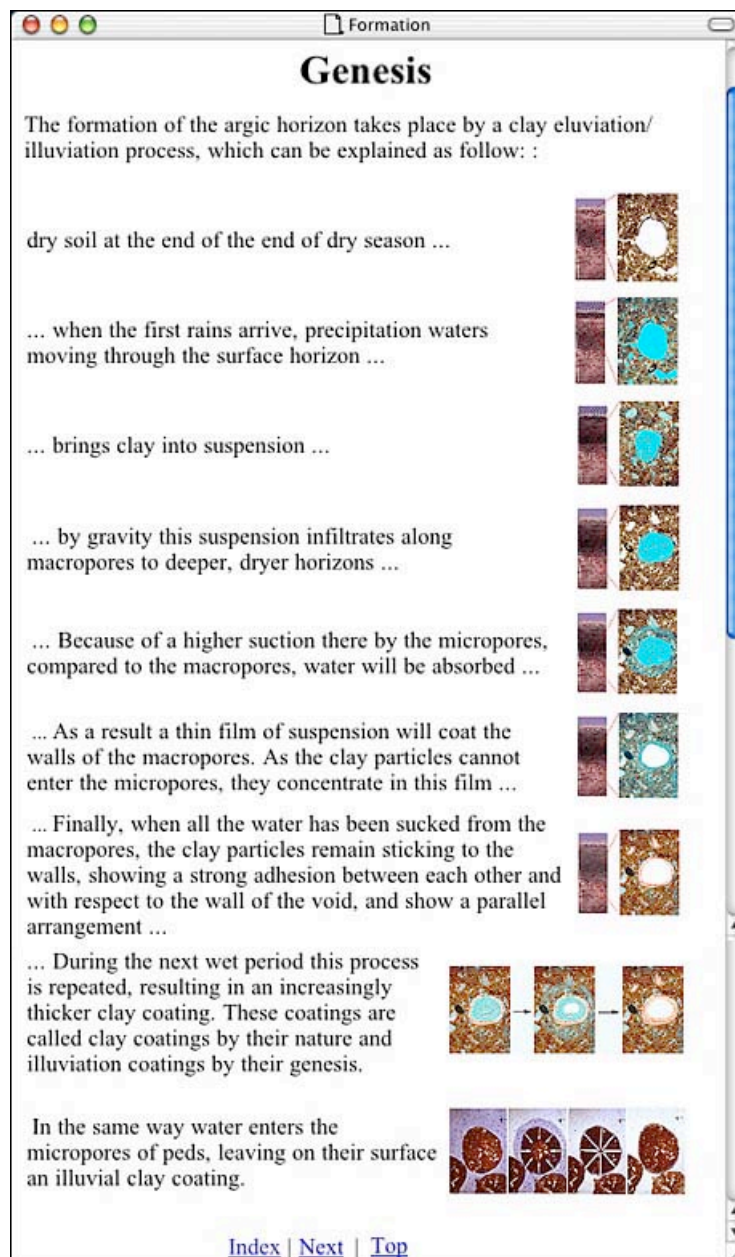 Formation
Genesis
The formation of the argic horizon takes place by a clay eluviation/
illuviation process, which can be explained as follow: :
dry soil at the end of the end of dry season ...
... when the first rains arrive, precipitation waters
moving through the surface horizon ...
... brings clay into suspension ...
... by gravity this suspension infiltrates along
macropores to deeper, dryer horizons ...
... Because of a higher suction there by the micropores,
compared to the macropores, water will be absorbed ...
... As a result a thin film of suspension will coat the
walls of the macropores. As the clay particles cannot
enter the micropores, they concentrate in this film ...
... Finally, when all the water has been sucked from the
macropores, the clay particles remain sticking to the
walls, showing a strong adhesion between each other and
with respect to the wall of the void, and show a parallel
arrangement ...
... During the next wet period this process
is repeated, resulting in an increasingly
thicker clay coating. These coatings are
called clay coatings by their nature and
illuviation coatings by their genesis.
In the same way water enters the
micropores of peds, leaving on their surface
an illuvial clay coating.
Index | Next | Top